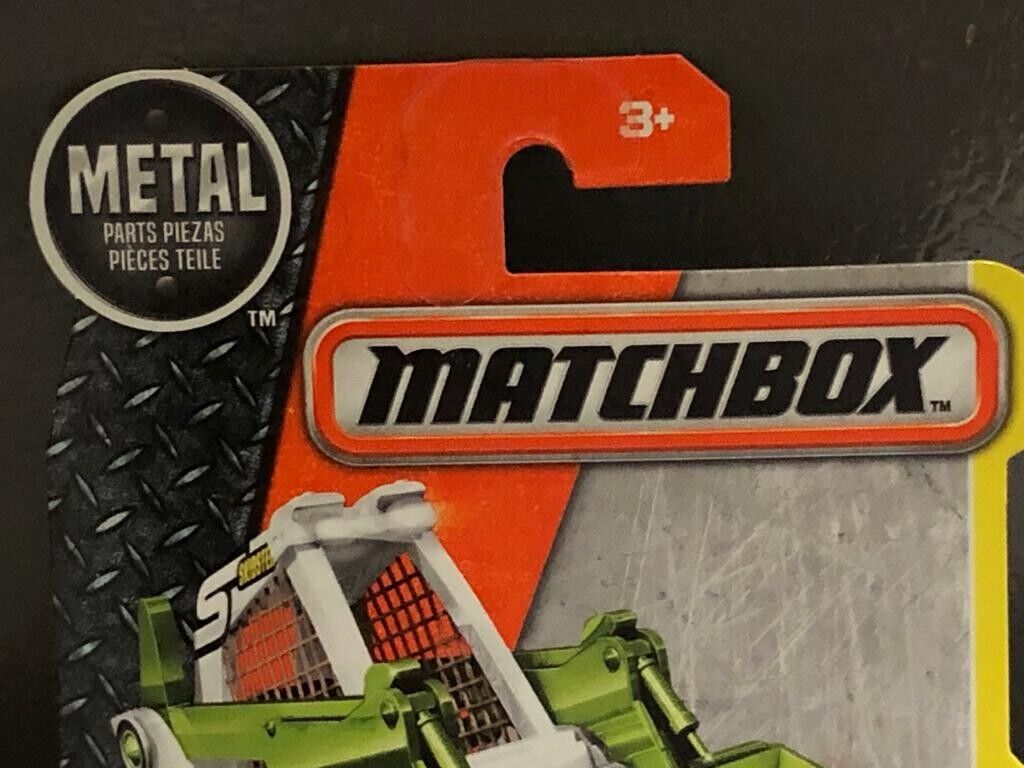 3+
METAL
PARTS PIEZAS
PIÈCES TEILE
TM
MATCHBOX TM